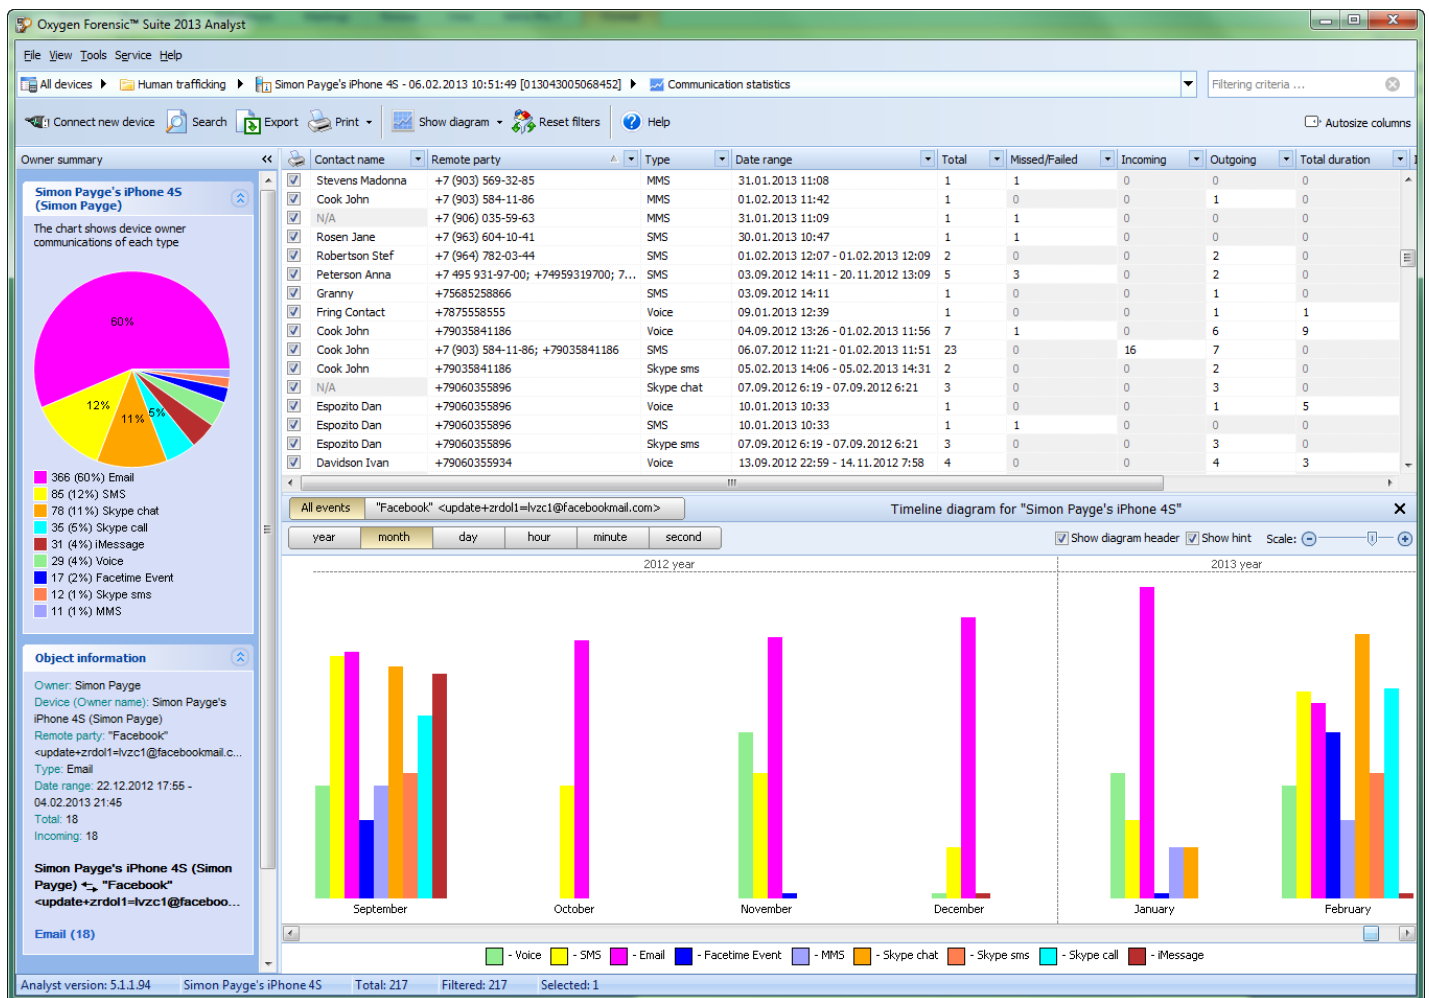 Oxygen Forensic™ Suite 2013 Analyst
File View Tools Service Help
All devices Human trafficking Simon Payge's iPhone 4S - 06.02.2013 10:51:49 [013043005068452] Communication statistics
Filtering criteria ...
Connect new device Search Export Print Show diagram Reset filters Help Autosize columns
Owner summary
Simon Payge's iPhone 4S
(Simon Payge)
The chart shows device owner
communications of each type
60%
12%
11%
5%
366 (60%) Email
85 (12%) SMS
78 (11%) Skype chat
35 (5%) Skype call
31 (4%) iMessage
29 (4%) Voice
17 (2%) Facetime Event
12 (1%) Skype sms
11 (1%) MMS
Object information
Owner: Simon Payge
Device (Owner name): Simon Payge's
iPhone 4S (Simon Payge)
Remote party: "Facebook"
<update+zrdol1=lvzc1@facebookmail.c...
Type: Email
Date range: 22.12.2012 17:55 -
04.02.2013 21:45
Total: 18
Incoming: 18
Simon Payge's iPhone 4S (Simon
Payge) "Facebook"
<update+zrdol1=lvzc1@faceboo...
Email (18)
Contact name Remote party Type Date range Total Missed/Failed Incoming Outgoing Total duration
Stevens Madonna +7 (903) 569-32-85 MMS 31.01.2013 11:08 1 1 0 0 0
Cook John +7 (903) 584-11-86 MMS 01.02.2013 11:42 1 0 0 1 0
N/A +7 (906) 035-59-63 MMS 31.01.2013 11:09 1 1 0 0 0
Rosen Jane +7 (963) 604-10-41 SMS 30.01.2013 10:47 1 1 0 0 0
Robertson Stef +7 (964) 782-03-44 SMS 01.02.2013 12:07 - 01.02.2013 12:09 2 0 0 2 0
Peterson Anna +7 495 931-97-00; +74959319700; 7... SMS 03.09.2012 14:11 - 20.11.2012 13:09 5 3 0 2 0
Granny +75685258866 SMS 03.09.2012 14:11 1 0 0 1 0
Fring Contact +7875558555 Voice 09.01.2013 12:39 1 0 0 1 1
Cook John +79035841186 Voice 04.09.2012 13:26 - 01.02.2013 11:56 7 1 0 6 9
Cook John +7 (903) 584-11-86; +79035841186 SMS 06.07.2012 11:21 - 01.02.2013 11:51 23 0 16 7 0
Cook John +79035841186 Skype sms 05.02.2013 14:06 - 05.02.2013 14:31 2 0 0 2 0
N/A +79060355896 Skype chat 07.09.2012 6:19 - 07.09.2012 6:21 3 0 0 3 0
Espozito Dan +79060355896 Voice 10.01.2013 10:33 1 0 0 1 5
Espozito Dan +79060355896 SMS 10.01.2013 10:33 1 1 0 0 0
Espozito Dan +79060355896 Skype sms 07.09.2012 6:19 - 07.09.2012 6:21 3 0 0 3 0
Davidson Ivan +79060355934 Voice 13.09.2012 22:59 - 14.11.2012 7:58 4 0 0 4 3
All events "Facebook" <update+zrdol1=lvzc1@facebookmail.com> Timeline diagram for "Simon Payge's iPhone 4S"
year month day hour minute second Show diagram header Show hint Scale:
2012 year 2013 year
September October November December January February
- Voice - SMS - Email - Facetime Event - MMS - Skype chat - Skype sms - Skype call - iMessage
Analyst version: 5.1.1.94 Simon Payge's iPhone 4S Total: 217 Filtered: 217 Selected: 1